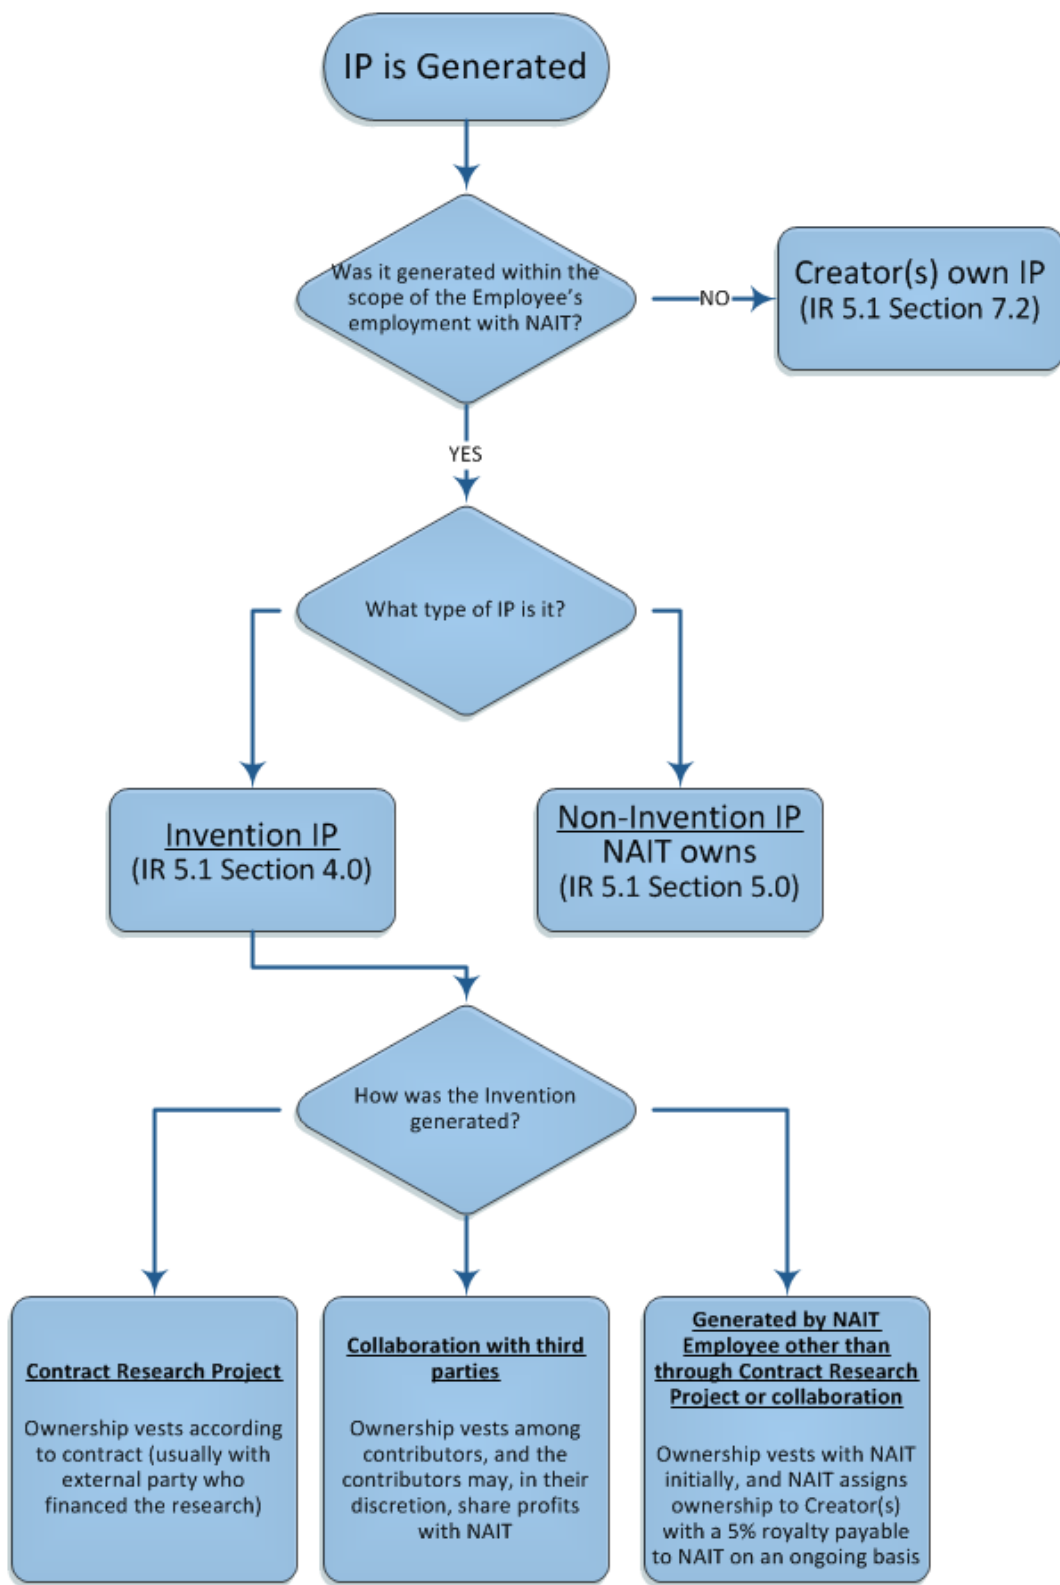 IP is Generated
Was it generated within the
scope of the Employee's
employment with NAIT?
NO
Creator(s) own IP
(IR 5.1 Section 7.2)
YES
What type of IP is it?
Invention IP
(IR 5.1 Section 4.0)
Non-Invention IP
NAIT owns
(IR 5.1 Section 5.0)
How was the Invention
generated?
Contract Research Project
Ownership vests according
to contract (usually with
external party who
financed the research)
Collaboration with third
parties
Ownership vests among
contributors, and the
contributors may, in their
discretion, share profits
with NAIT
Generated by NAIT
Employee other than
through Contract Research
Project or collaboration
Ownership vests with NAIT
initially, and NAIT assigns
ownership to Creator(s)
with a 5% royalty payable
to NAIT on an ongoing basis